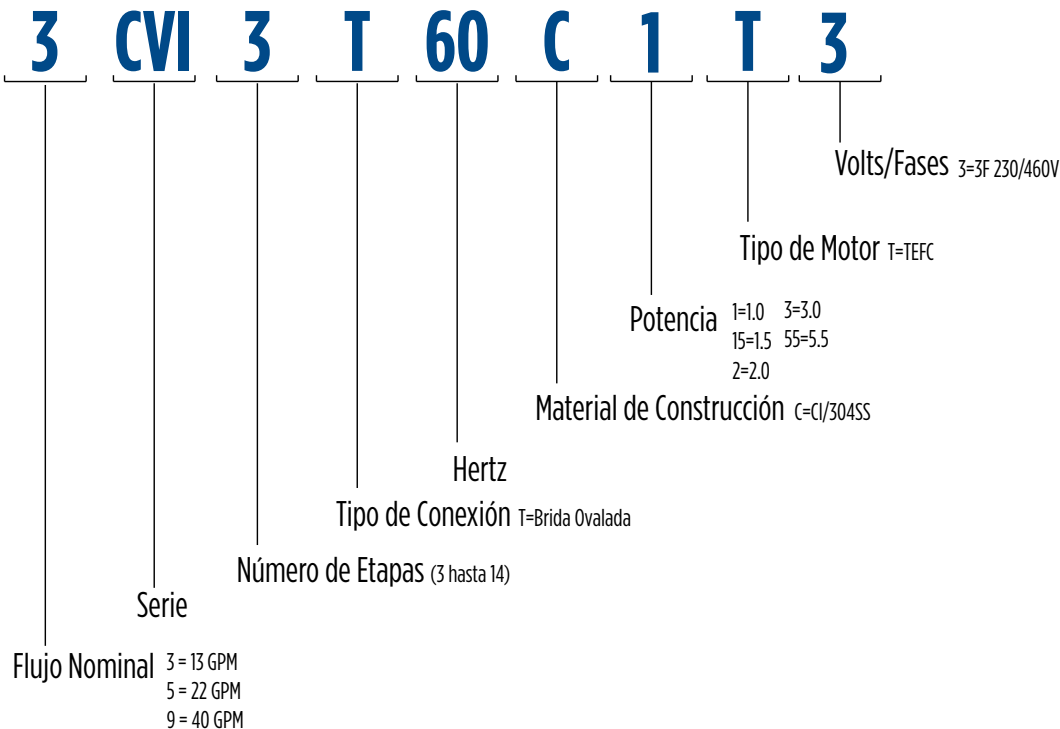 3 CVI 3 T 60 C 1 T 3
Volts/Fases 3=3F 230/460V
Tipo de Motor T=TEFC
Potencia 1=1.0 3=3.0
15=1.5 55=5.5
2=2.0
Material de Construcción C=CI/304SS
Hertz
Tipo de Conexión T=Brida Ovalada
Número de Etapas (3 hasta 14)
Serie
Flujo Nominal 3 = 13 GPM
5 = 22 GPM
9 = 40 GPM